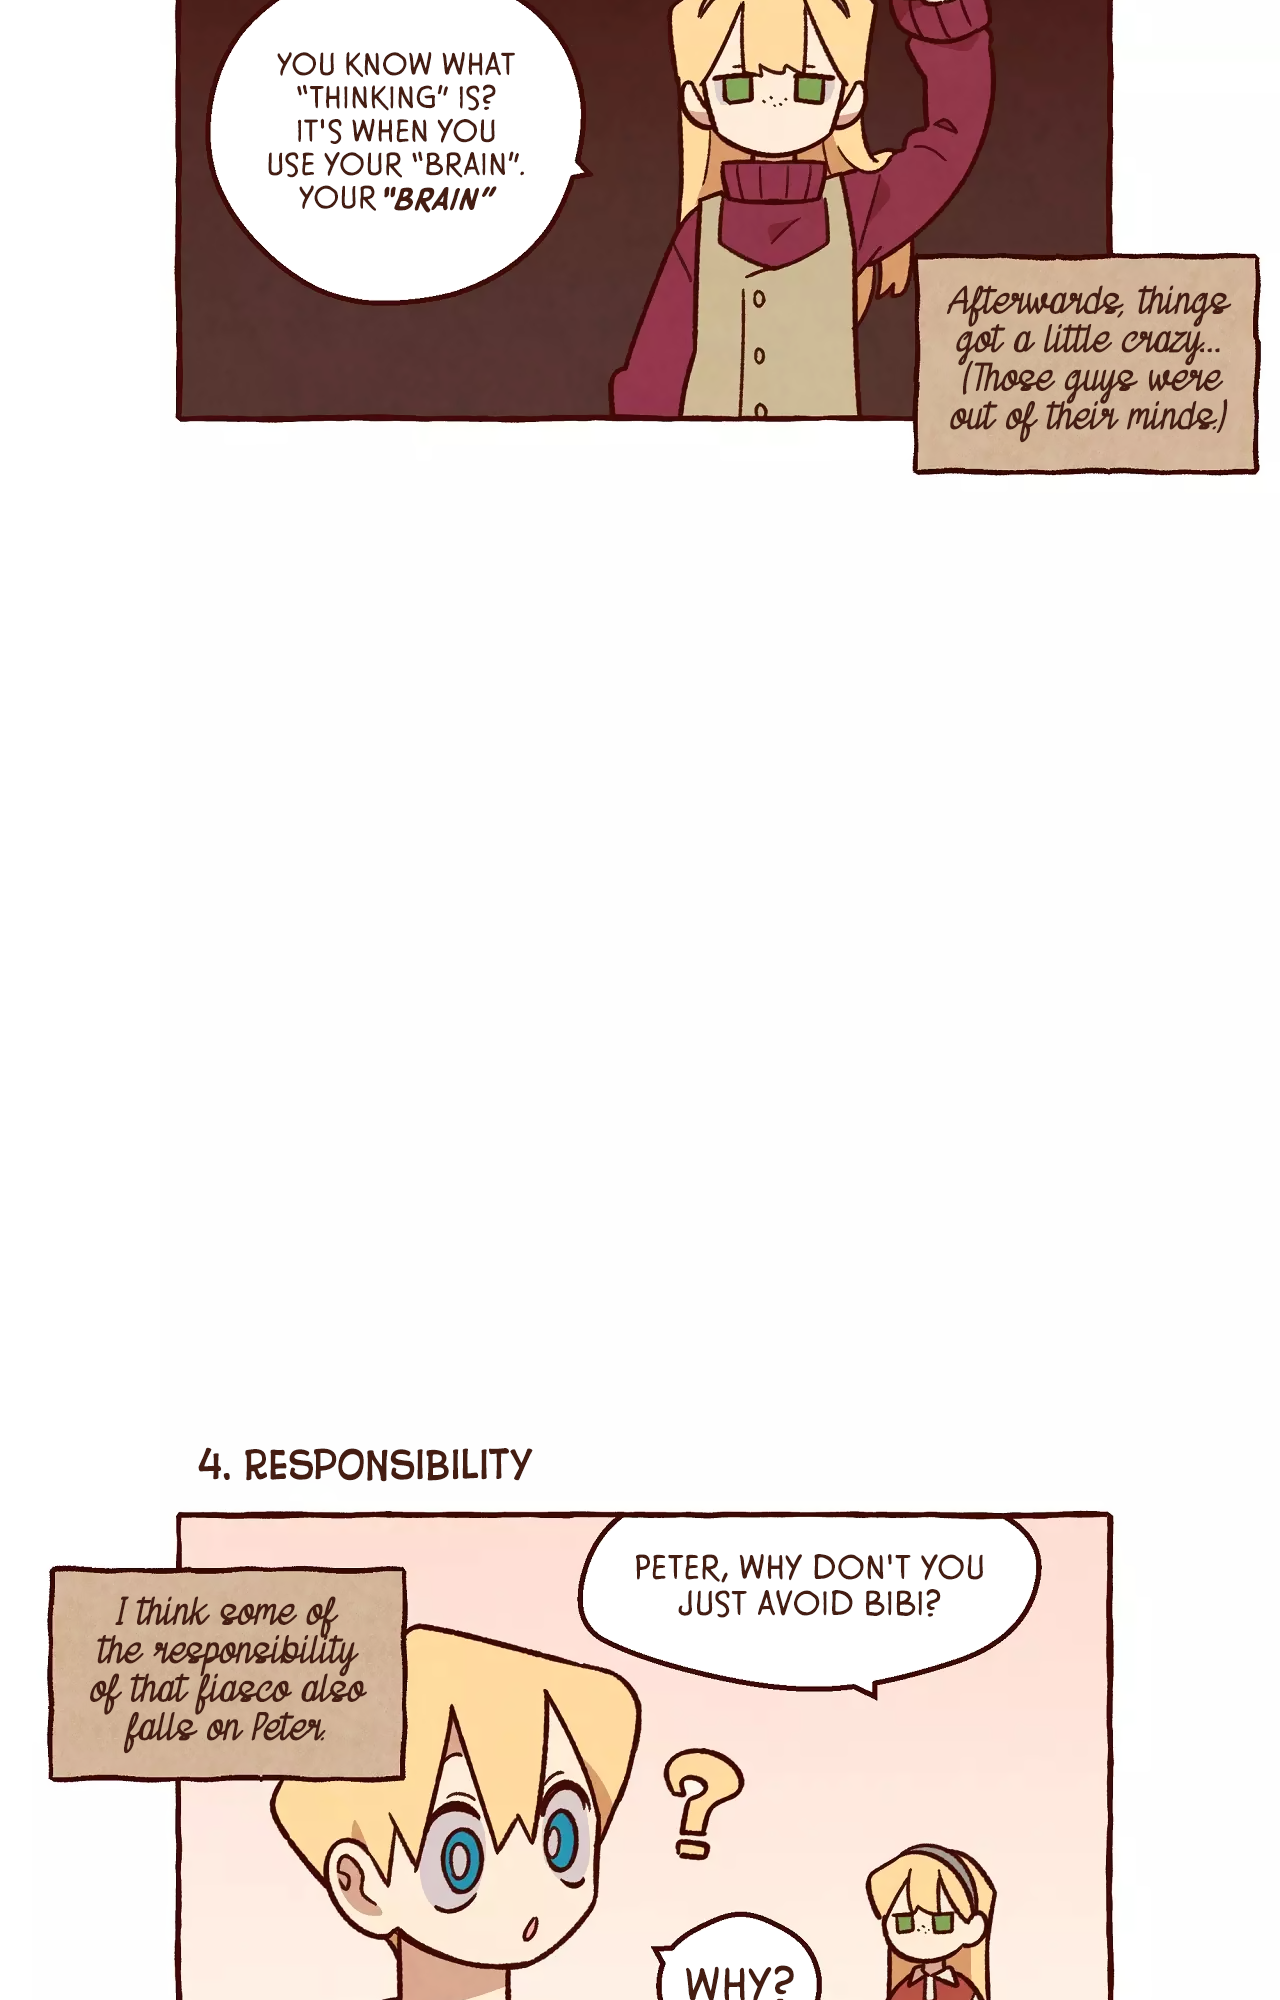 YOU KNOW WHAT
"THINKING" IS?
IT'S WHEN YOU
USE YOUR "BRAIN".
YOUR "BRAIN"
Afterwards, things
got a little crazy...
(Those guys were
out of their minds.)
4. RESPONSIBILITY
PETER, WHY DON'T YOU
JUST AVOID BIBI?
I think some of
the responsibility
of that fiasco also
falls on Peter.
?
WHY?